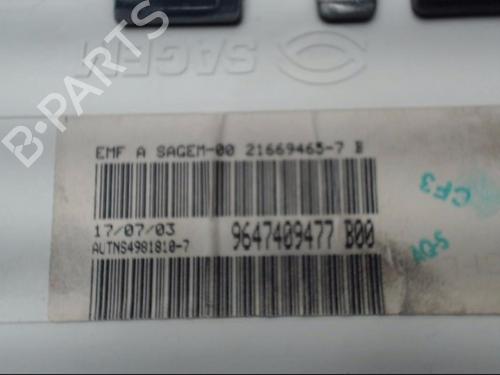 B-PARTS
SAGEM
EMF A SAGEM-00 21669465-7 B
17/07/03
AUTNS4981810-7
9647409477 B00
CF3
AQS